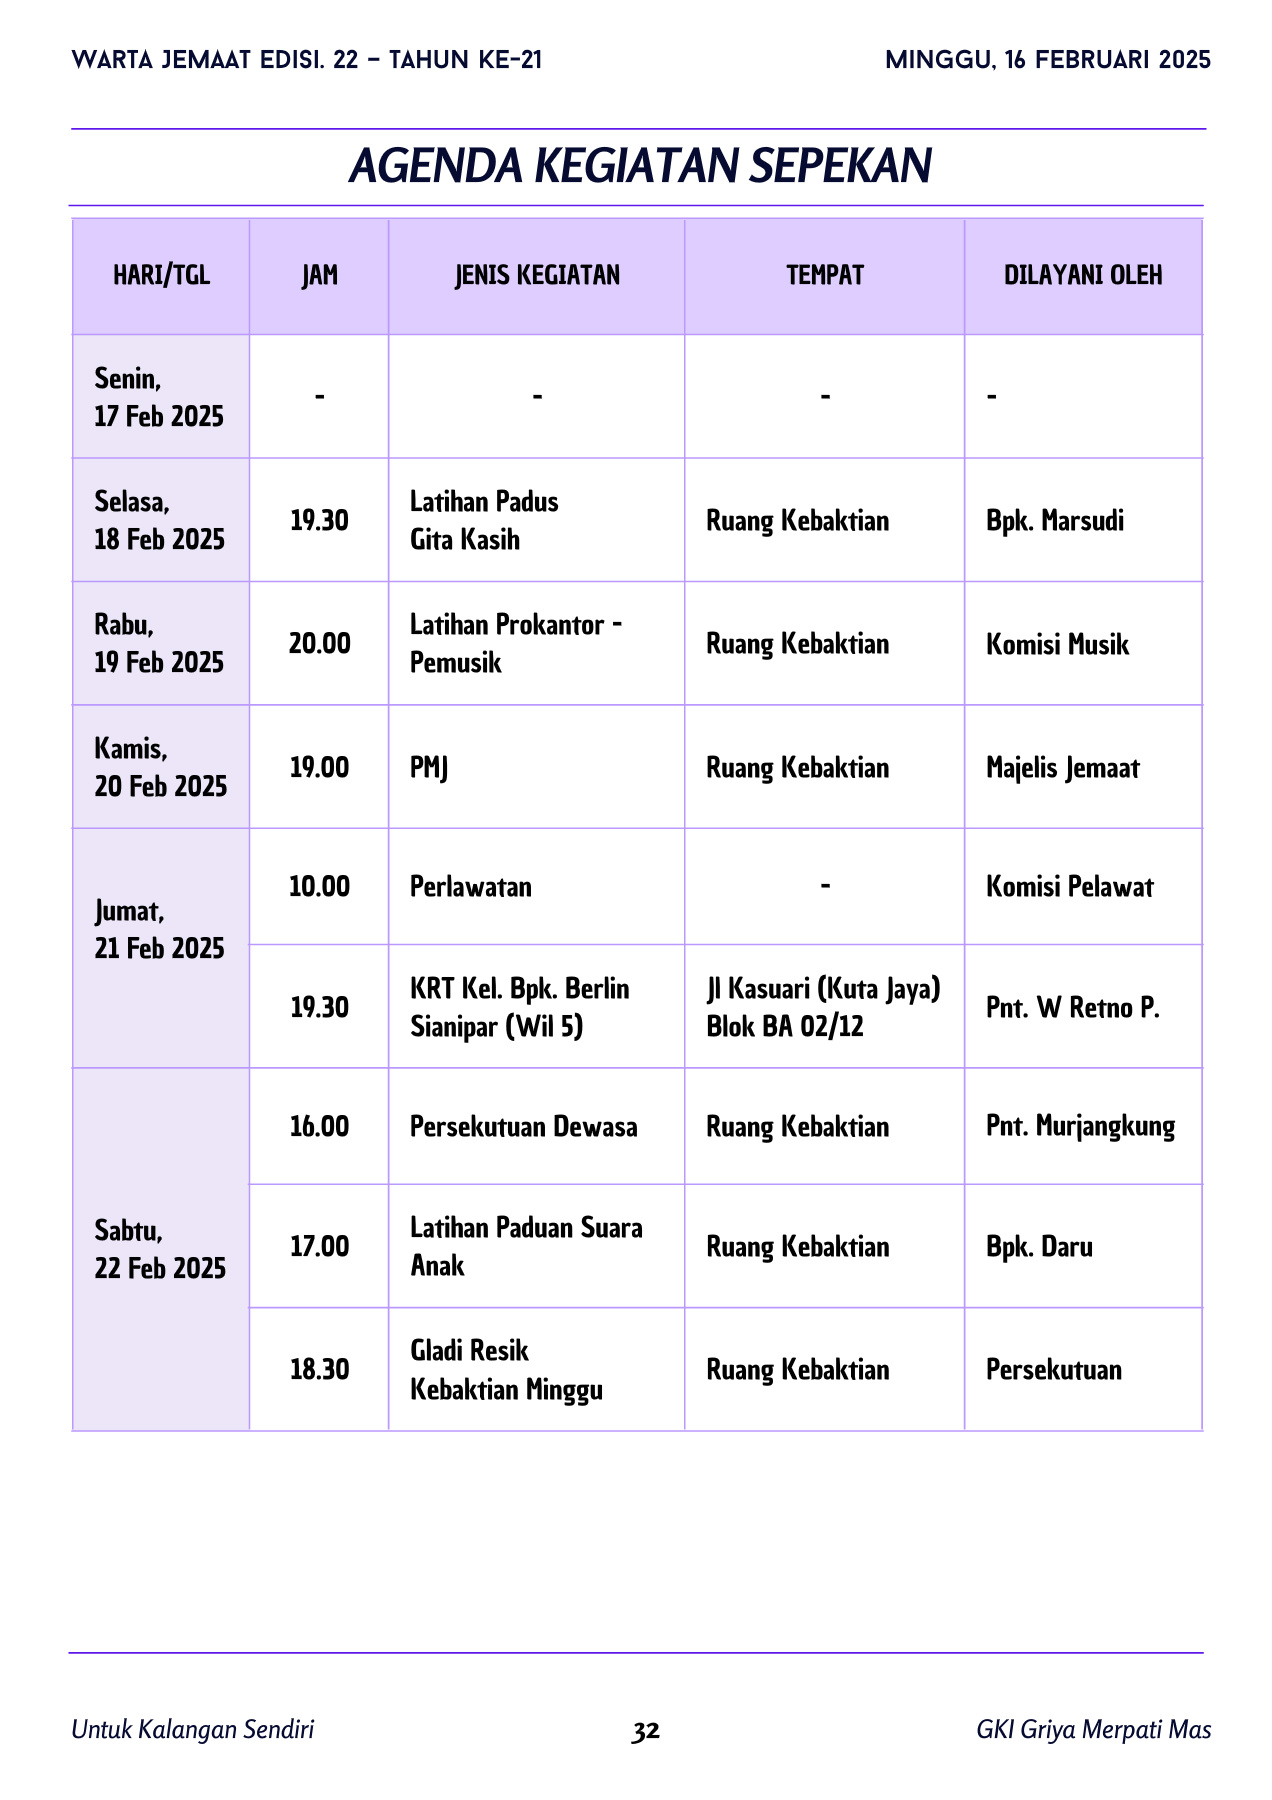 WARTA JEMAAT EDISI. 22 – TAHUN KE-21
MINGGU, 16 FEBRUARI 2025
AGENDA KEGIATAN SEPEKAN
HARI/TGL JAM JENIS KEGIATAN TEMPAT DILAYANI OLEH
Senin,
17 Feb 2025
- - - -
Selasa,
18 Feb 2025
19.30
Latihan Padus
Gita Kasih
Ruang Kebaktian
Bpk. Marsudi
Rabu,
19 Feb 2025
20.00
Latihan Prokantor -
Pemusik
Ruang Kebaktian
Komisi Musik
Kamis,
20 Feb 2025
19.00
PMJ
Ruang Kebaktian
Majelis Jemaat
Jumat,
21 Feb 2025
10.00
Perlawatan
-
Komisi Pelawat
19.30
KRT Kel. Bpk. Berlin
Sianipar (Wil 5)
Jl Kasuari (Kuta Jaya)
Blok BA 02/12
Pnt. W Retno P.
Sabtu,
22 Feb 2025
16.00
Persekutuan Dewasa
Ruang Kebaktian
Pnt. Murjangkung
17.00
Latihan Paduan Suara
Anak
Ruang Kebaktian
Bpk. Daru
18.30
Gladi Resik
Kebaktian Minggu
Ruang Kebaktian
Persekutuan
Untuk Kalangan Sendiri
32
GKI Griya Merpati Mas